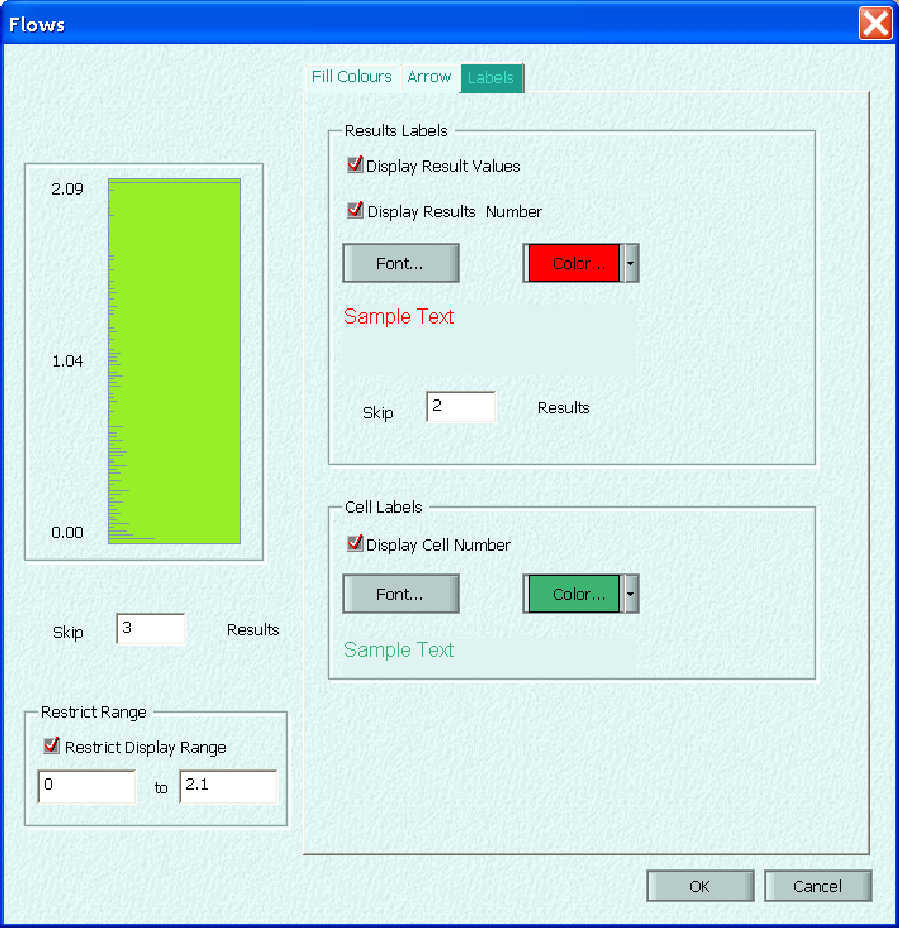 Flows
Fill Colours Arrow Labels
Results Labels
Display Result Values
Display Results Number
Font... Color...
Sample Text
Skip 2 Results
Cell Labels
Display Cell Number
Font... Color...
Sample Text
2.09
1.04
0.00
Skip 3 Results
Restrict Range
Restrict Display Range
0 to 2.1
OK Cancel